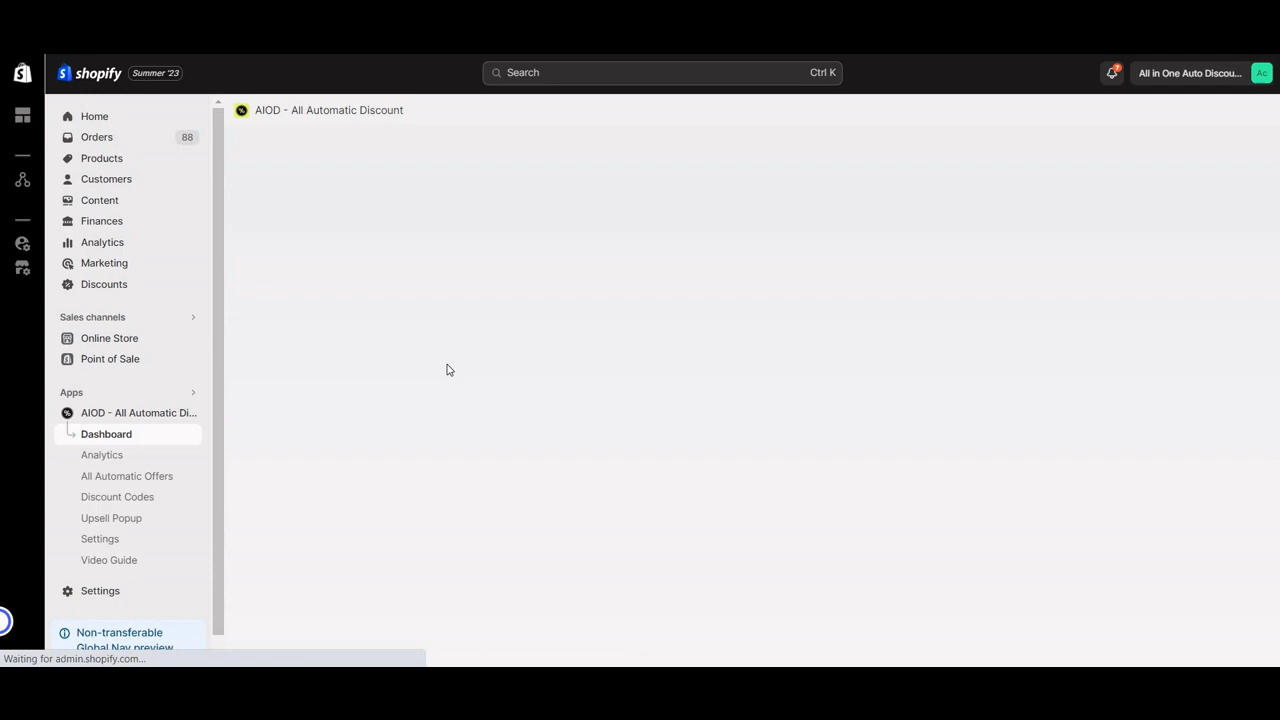 shopify Summer '23
Search Ctrl K
7
All in One Auto Discou... Ac
Home
Orders 88
Products
Customers
Content
Finances
Analytics
Marketing
Discounts
Sales channels
Online Store
Point of Sale
Apps
AIOD - All Automatic Di...
Dashboard
Analytics
All Automatic Offers
Discount Codes
Upsell Popup
Settings
Video Guide
Settings
Non-transferable
Global Nav preview
AIOD - All Automatic Discount
Waiting for admin.shopify.com...